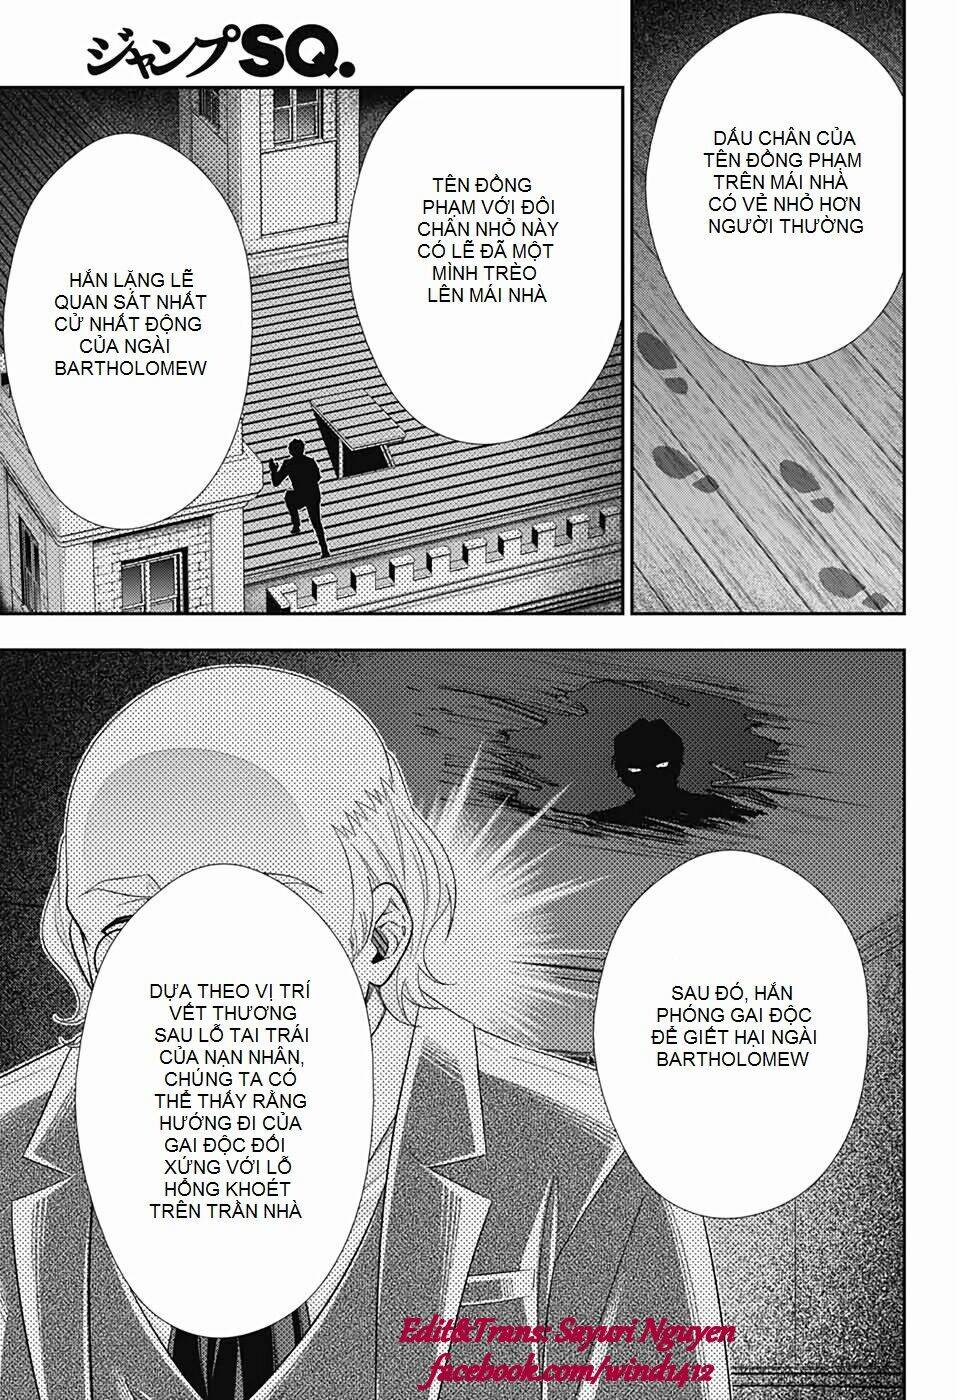 ジャンプSQ.
DẤU CHÂN CỦA
TÊN ĐỒNG PHẠM
TRÊN MÁI NHÀ
CÓ VẺ NHỎ HƠN
NGƯỜI THƯỜNG
TÊN ĐỒNG
PHẠM VỚI ĐÔI
CHÂN NHỎ NÀY
CÓ LẼ ĐÃ MỘT
MÌNH TRÈO
LÊN MÁI NHÀ
HẮN LẶNG LẼ
QUAN SÁT NHẤT
CỬ NHẤT ĐỘNG
CỦA NGÀI
BARTHOLOMEW
SAU ĐÓ, HẮN
PHÓNG GAI ĐỘC
ĐỂ GIẾT HẠI NGÀI
BARTHOLOMEW
DỰA THEO VỊ TRÍ
VẾT THƯƠNG
SAU LỖ TAI TRÁI
CỦA NẠN NHÂN,
CHÚNG TA CÓ
THỂ THẤY RẰNG
HƯỚNG ĐI CỦA
GAI ĐỘC ĐỐI
XỨNG VỚI LỖ
HỔNG KHOÉT
TRÊN TRẦN NHÀ
Edit&Trans: Sayuri Nguyen
facebook.com/wind1412